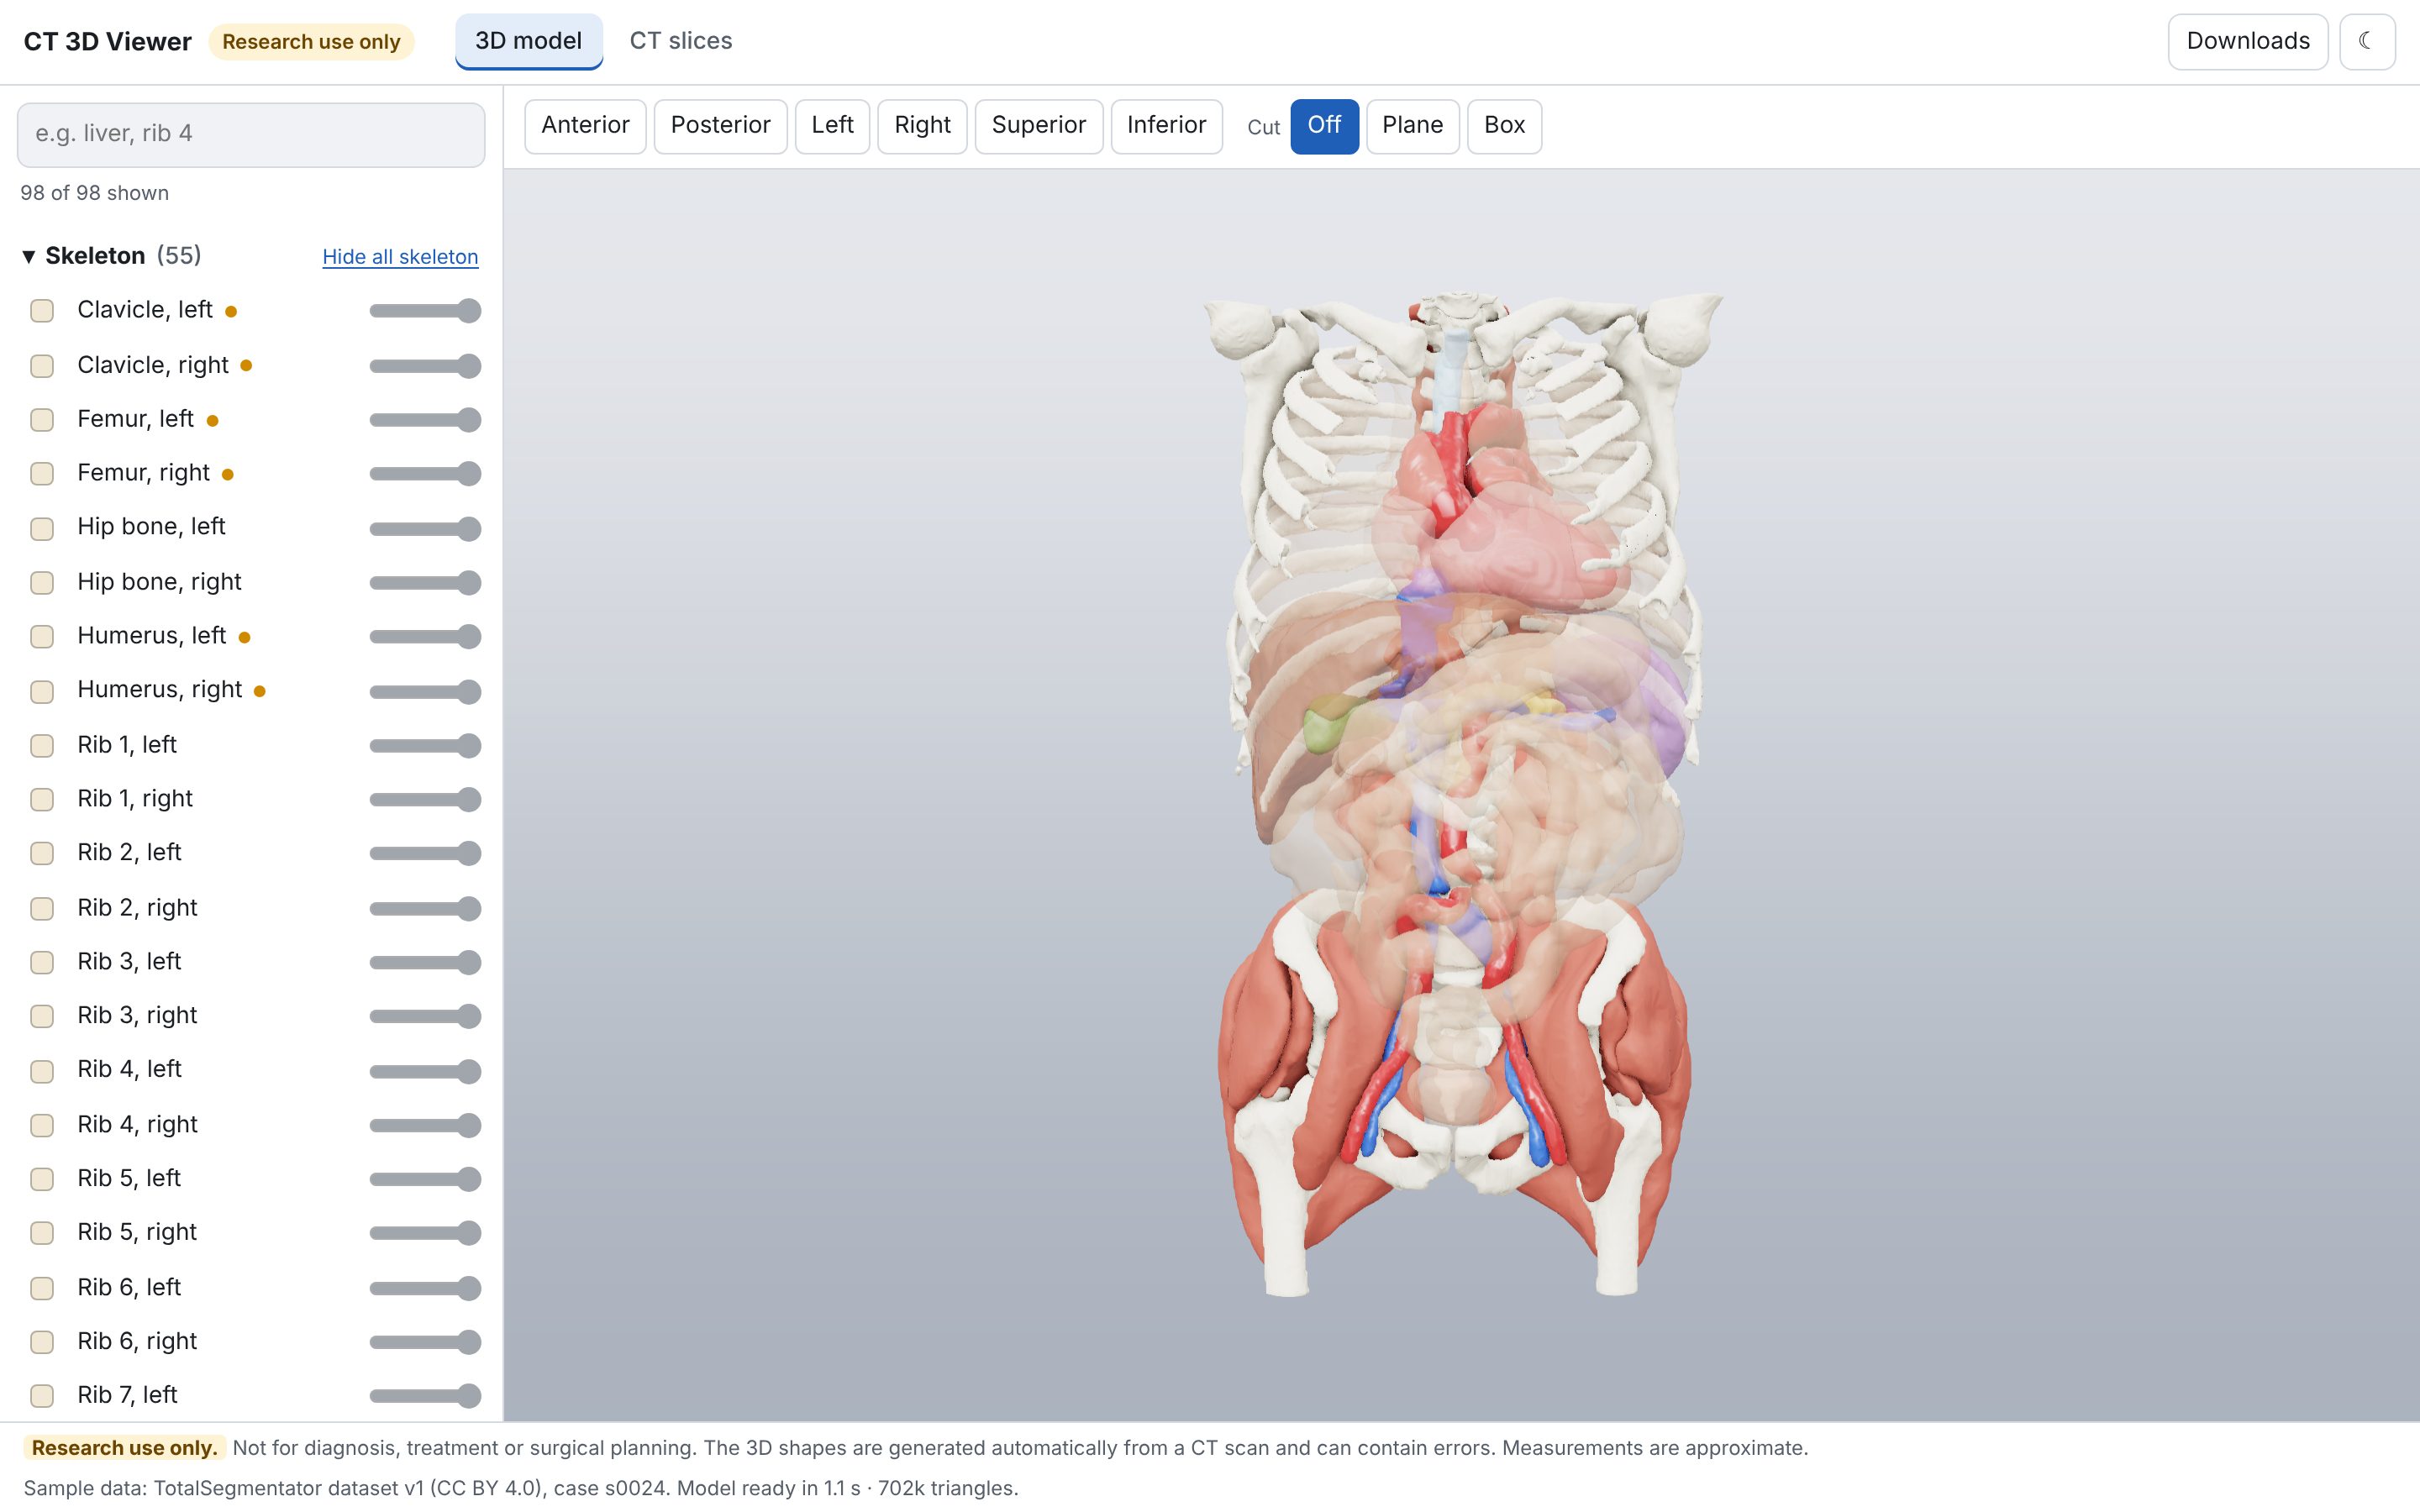 CT 3D Viewer Research use only 3D model CT slices Downloads
e.g. liver, rib 4
Anterior Posterior Left Right Superior Inferior Cut Off Plane Box
98 of 98 shown
▼ Skeleton (55) Hide all skeleton
Clavicle, left
Clavicle, right
Femur, left
Femur, right
Hip bone, left
Hip bone, right
Humerus, left
Humerus, right
Rib 1, left
Rib 1, right
Rib 2, left
Rib 2, right
Rib 3, left
Rib 3, right
Rib 4, left
Rib 4, right
Rib 5, left
Rib 5, right
Rib 6, left
Rib 6, right
Rib 7, left
Research use only. Not for diagnosis, treatment or surgical planning. The 3D shapes are generated automatically from a CT scan and can contain errors. Measurements are approximate.
Sample data: TotalSegmentator dataset v1 (CC BY 4.0), case s0024. Model ready in 1.1 s · 702k triangles.